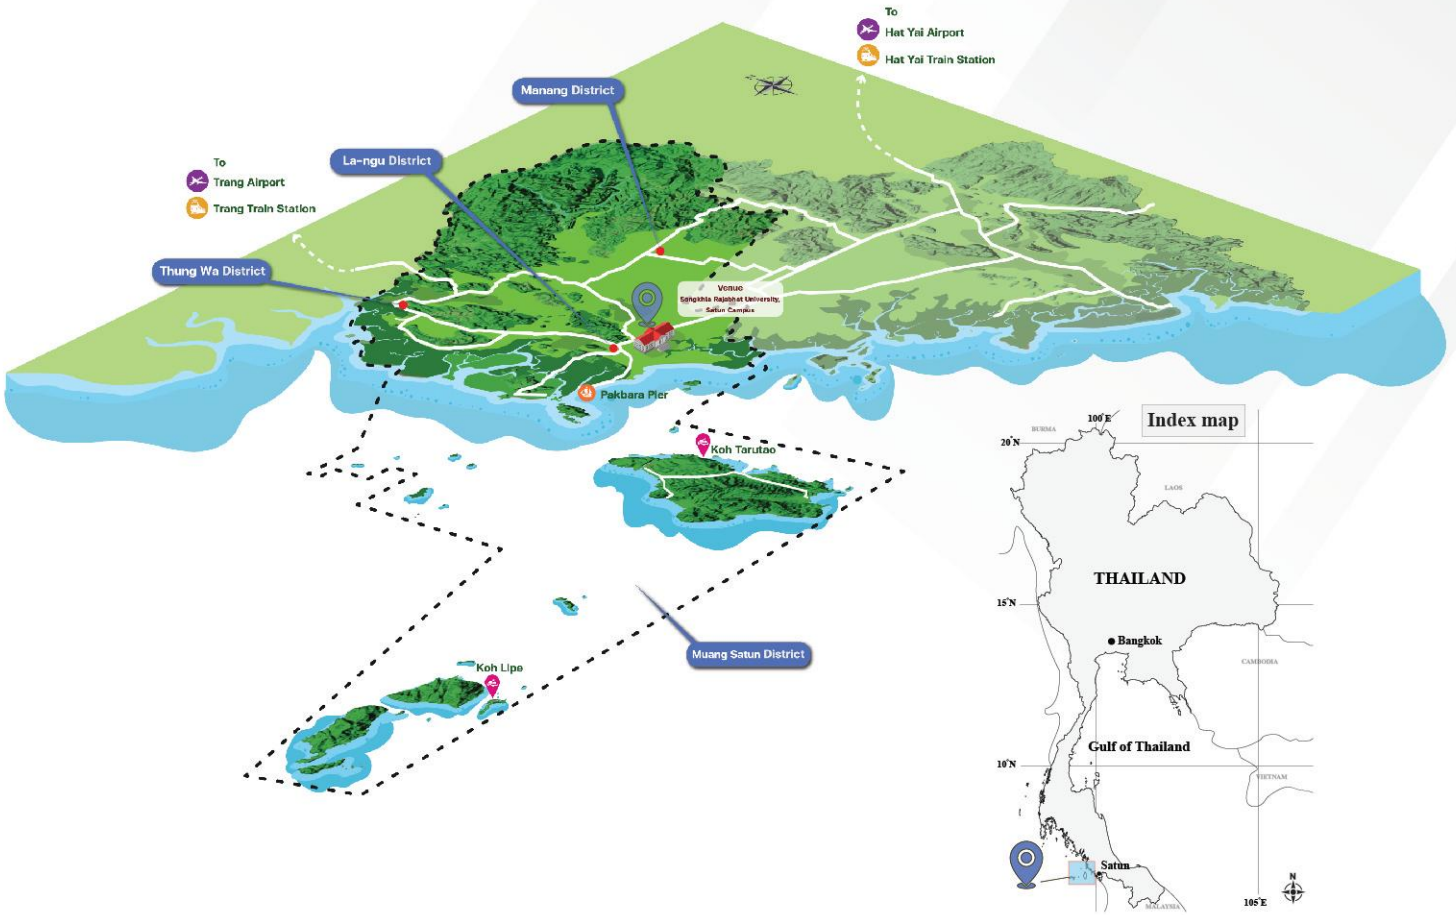 To
Hat Yai Airport
Hat Yai Train Station
Manang District
La-ngu District
To
Trang Airport
Trang Train Station
Thung Wa District
Venue
Songkhla Rajabhat University,
Satun Campus
Pakbara Pier
Koh Tarutao
Koh Lipe
Muang Satun District
Index map
100°E
BURMA
20°N
LAOS
THAILAND
15°N
Bangkok
CAMBODIA
Gulf of Thailand
10°N
VIETNAM
Satun
N
105°E
MALAYSIA